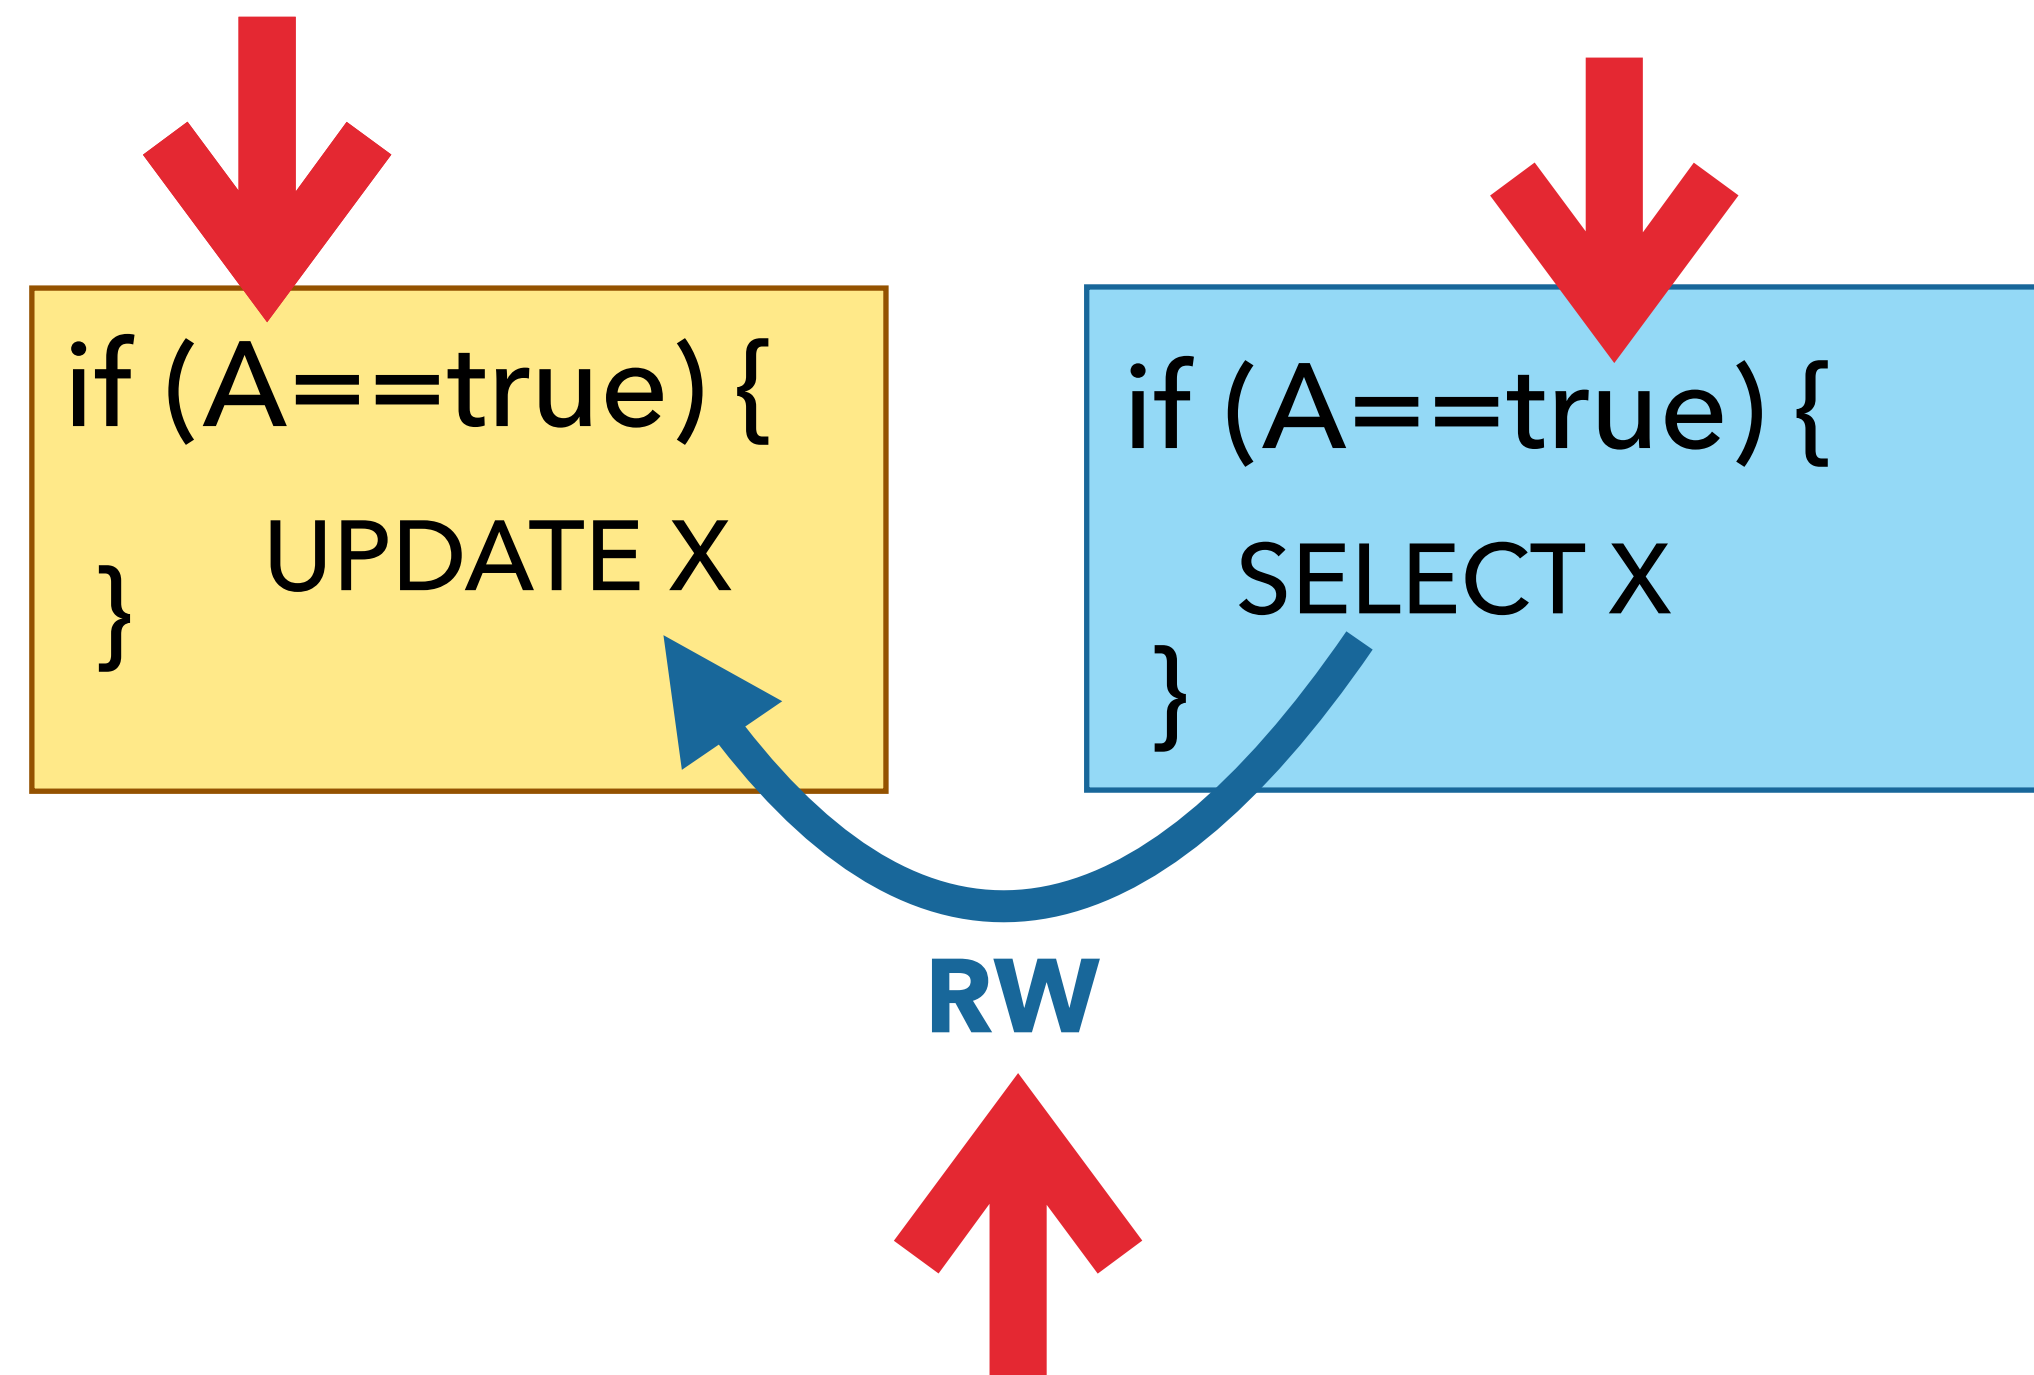 if (A==true) {
UPDATE X
}
if (A==true) {
SELECT X
}
RW